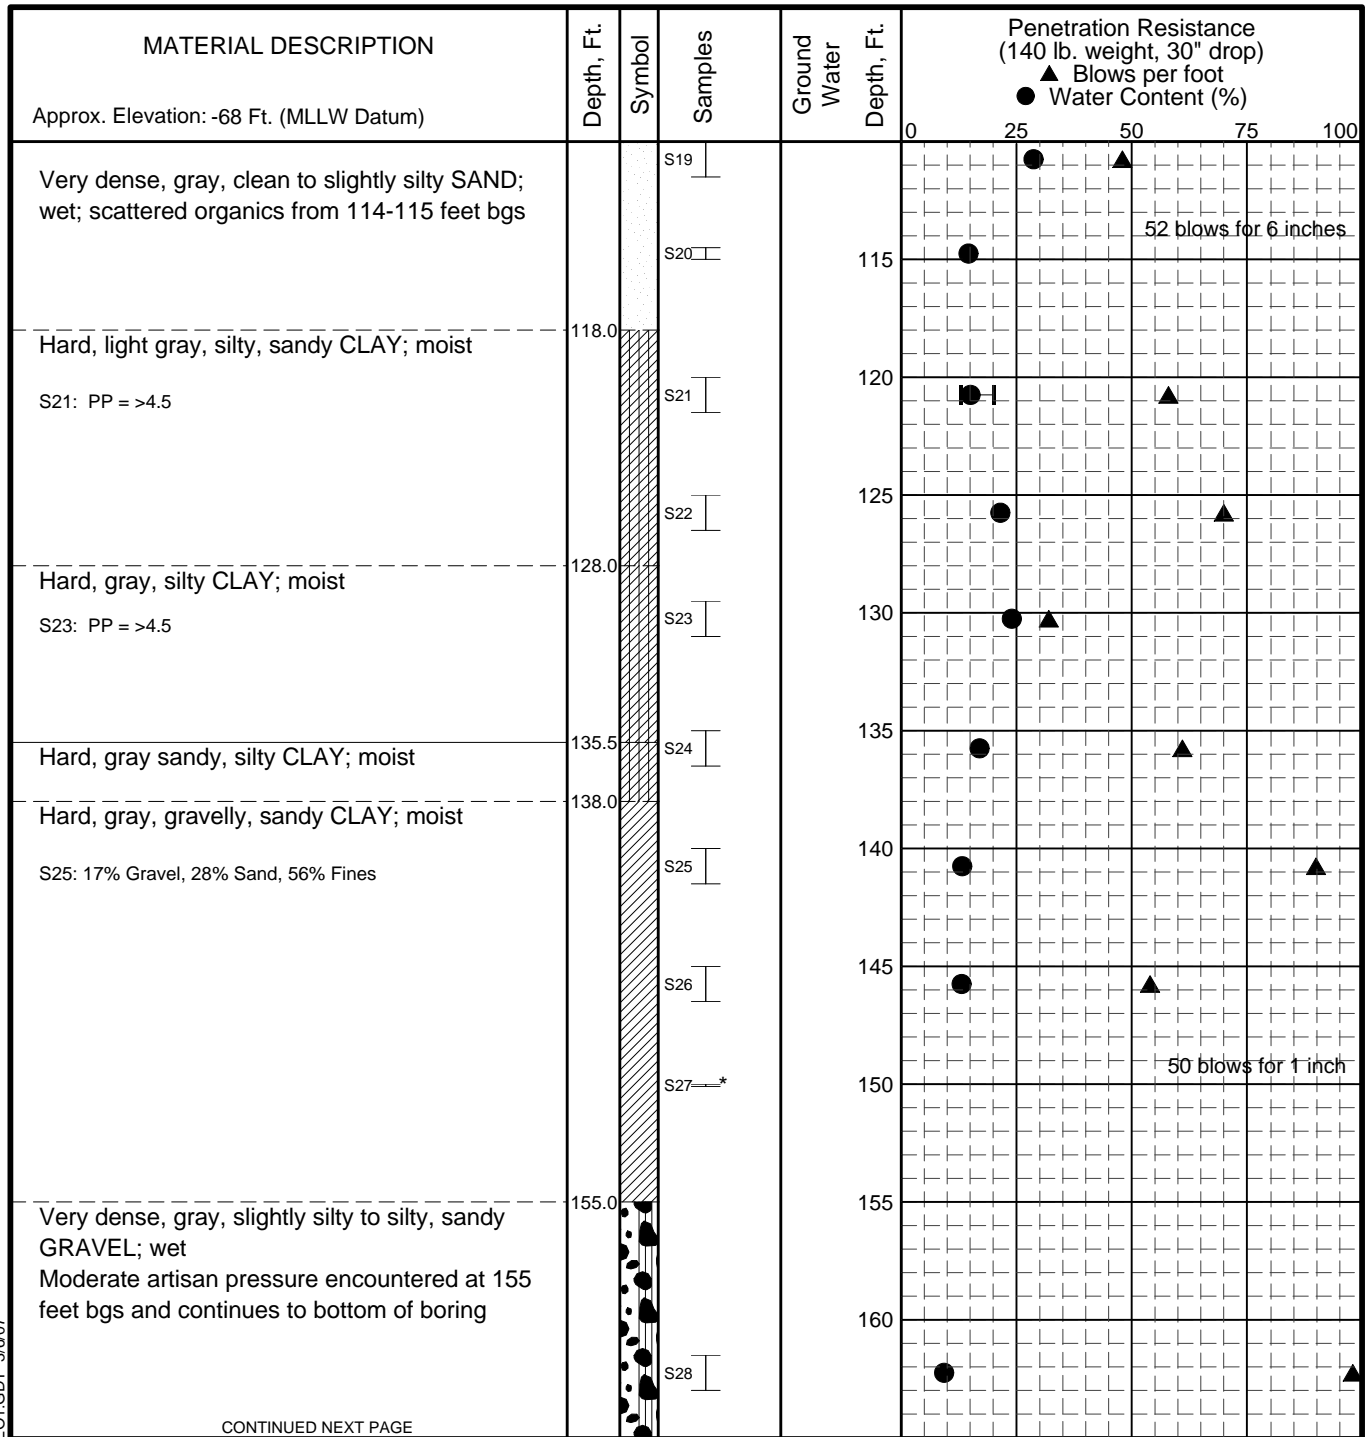 MATERIAL DESCRIPTION
Approx. Elevation: -68 Ft. (MLLW Datum)
Depth, Ft.
Symbol
Samples
Ground
Water
Depth, Ft.
Penetration Resistance
(140 lb. weight, 30" drop)
▲ Blows per foot
● Water Content (%)
0 25 50 75 100
Very dense, gray, clean to slightly silty SAND;
wet; scattered organics from 114-115 feet bgs
S19
52 blows for 6 inches
S20
115
118.0
Hard, light gray, silty, sandy CLAY; moist
S21: PP = >4.5
120
S21
125
S22
128.0
Hard, gray, silty CLAY; moist
S23: PP = >4.5
130
S23
135
135.5
Hard, gray sandy, silty CLAY; moist
S24
138.0
Hard, gray, gravelly, sandy CLAY; moist
S25: 17% Gravel, 28% Sand, 56% Fines
140
S25
145
S26
50 blows for 1 inch
S27 *
150
155.0
155
Very dense, gray, slightly silty to silty, sandy
GRAVEL; wet
Moderate artisan pressure encountered at 155
feet bgs and continues to bottom of boring
160
S28
CONTINUED NEXT PAGE